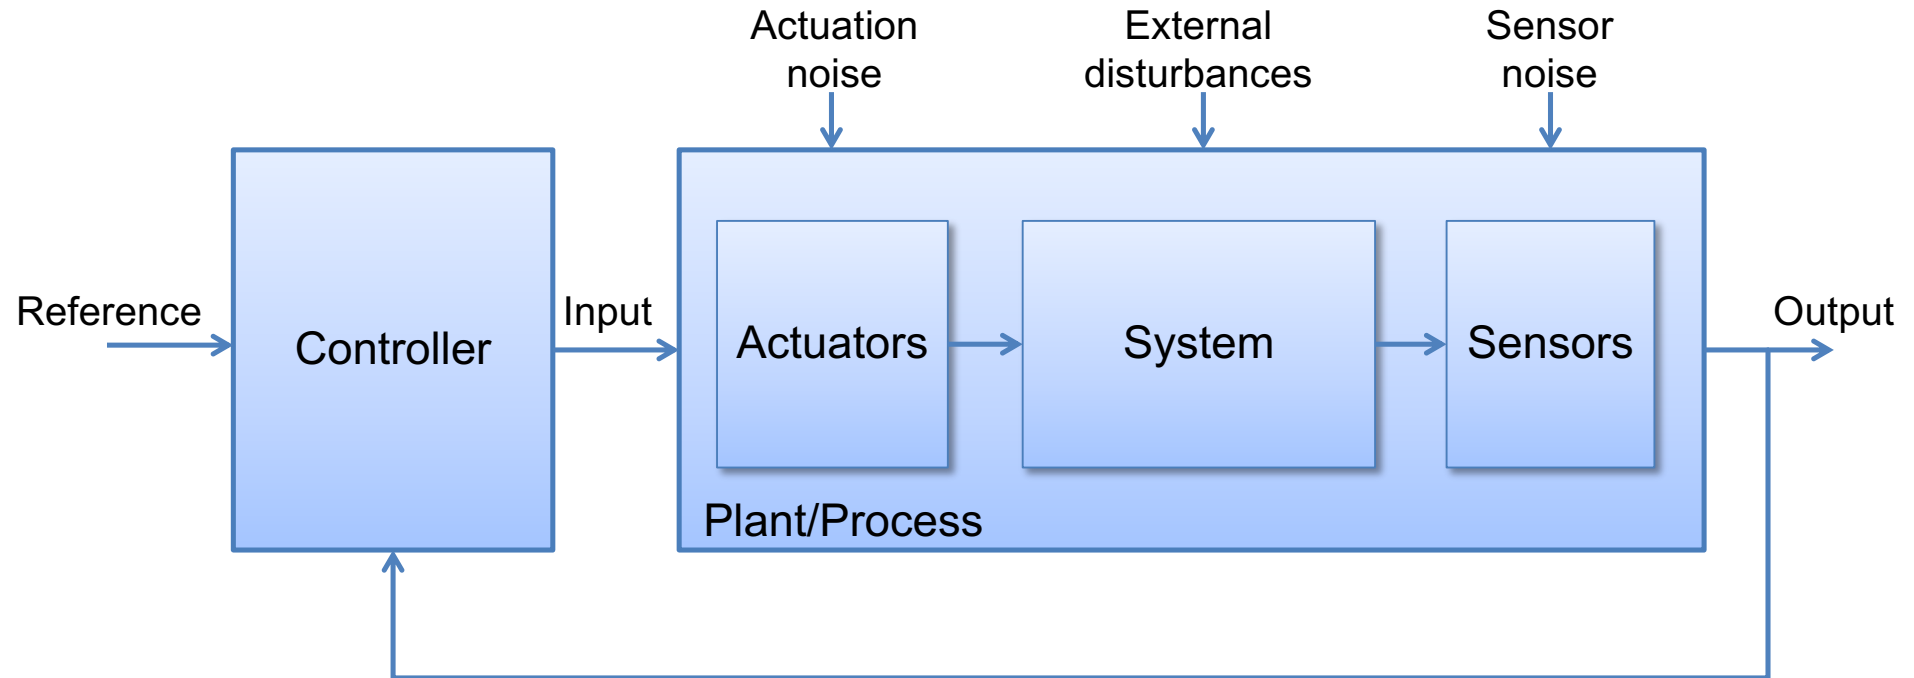 Actuation
noise
External
disturbances
Sensor
noise
Reference
Controller
Input
Actuators
System
Sensors
Output
Plant/Process